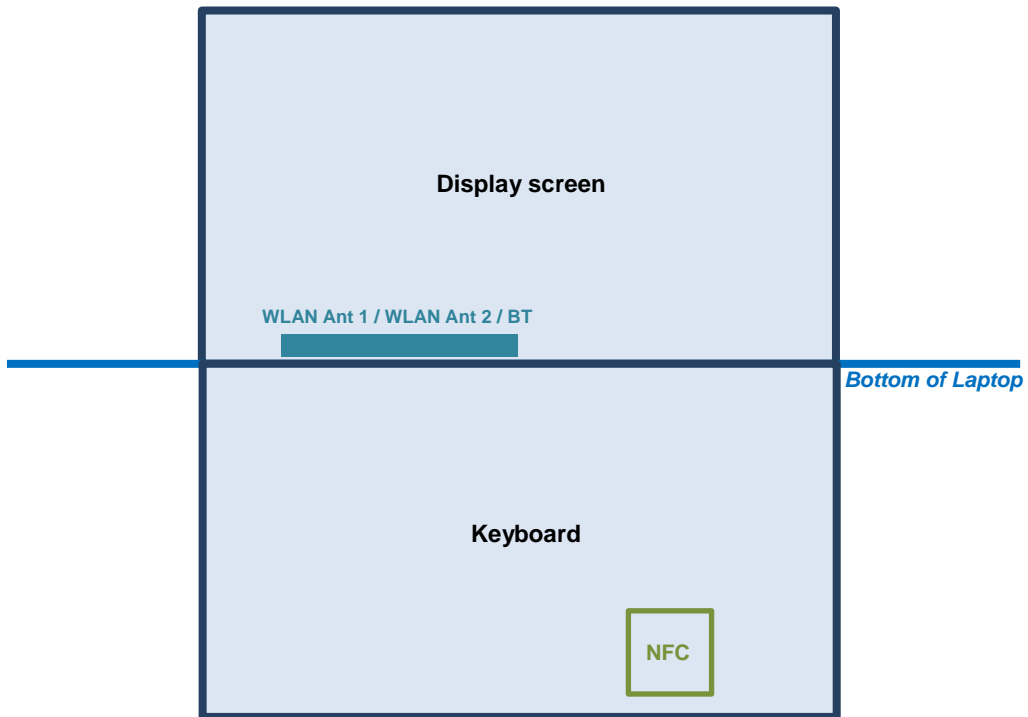 Display screen
WLAN Ant 1 / WLAN Ant 2 / BT
Bottom of Laptop
Keyboard
NFC